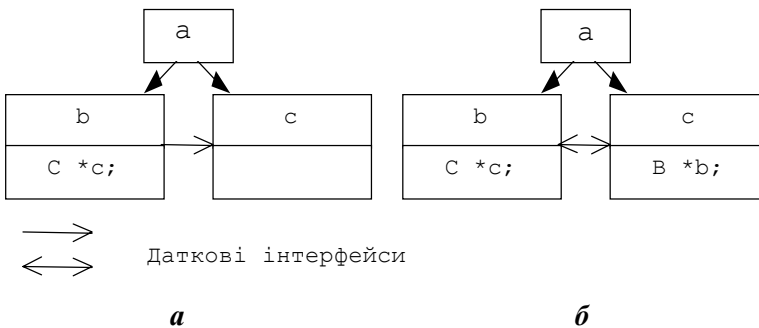 a a
b c b c
C *c; C *c; B *b;
Даткові інтерфейси
а б